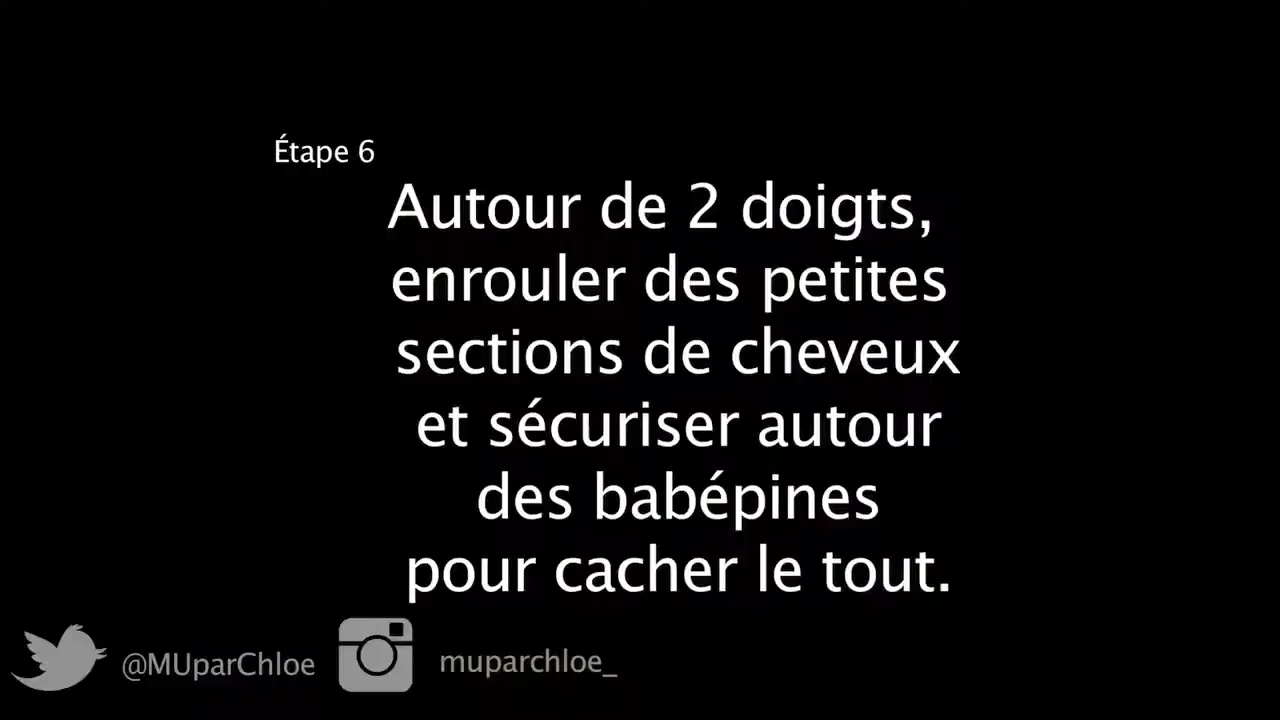 Étape 6
Autour de 2 doigts,
enrouler des petites
sections de cheveux
et sécuriser autour
des babépines
pour cacher le tout.
@MUparChloe
muparchloe_